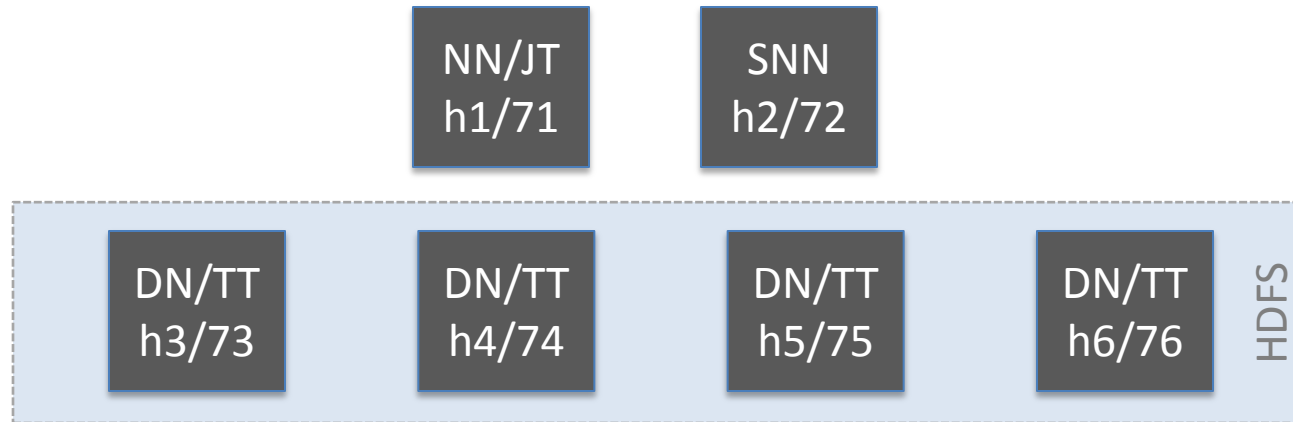 NN/JT
h1/71
SNN
h2/72
DN/TT
h3/73
DN/TT
h4/74
DN/TT
h5/75
DN/TT
h6/76
HDFS